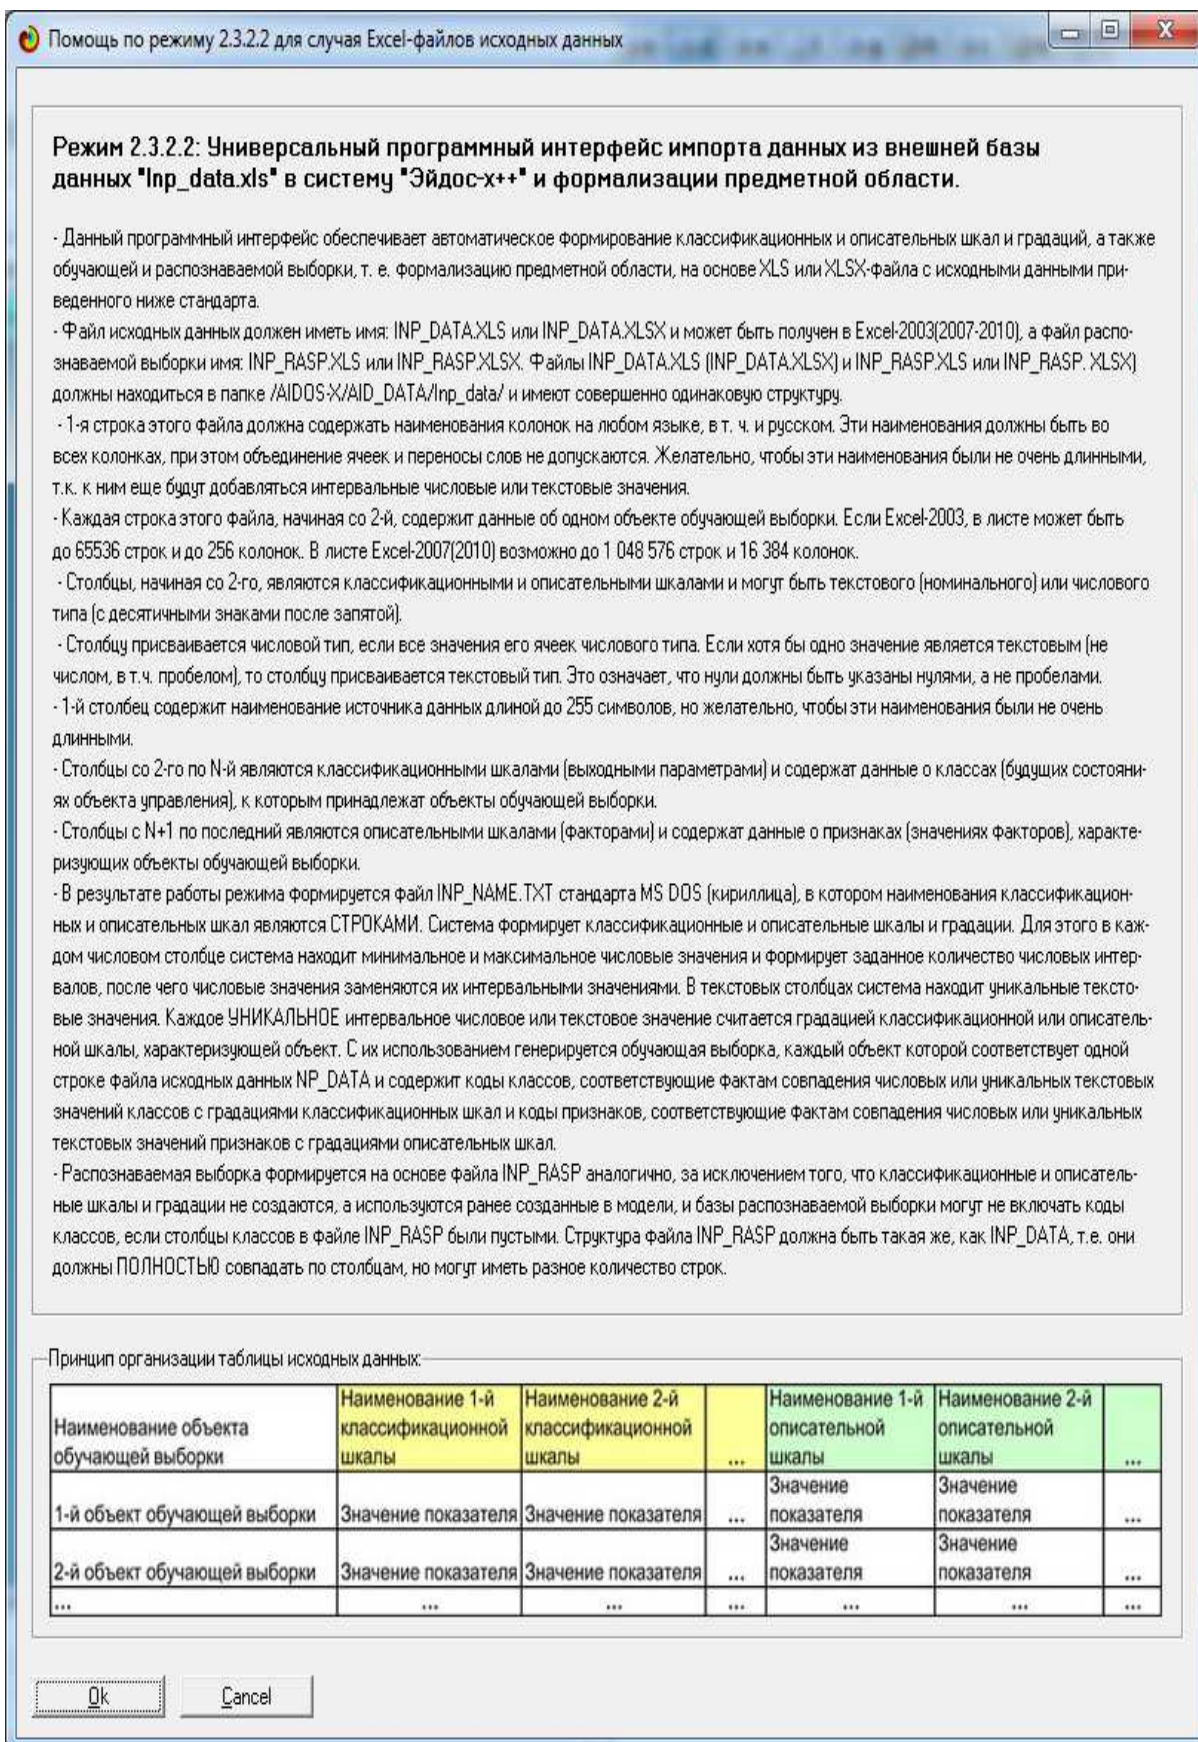 Помощь по режиму 2.3.2.2 для случая Excel-файлов исходных данных
Режим 2.3.2.2: Универсальный программный интерфейс импорта данных из внешней базы
данных "Inp_data.xls" в систему "Эйдос-х++" и формализации предметной области.
- Данный программный интерфейс обеспечивает автоматическое формирование классификационных и описательных шкал и градаций, а также
обучающей и распознаваемой выборки, т. е. формализацию предметной области, на основе XLS или XLSX-файла с исходными данными при-
веденного ниже стандарта.
- Файл исходных данных должен иметь имя: INP_DATA.XLS или INP_DATA.XLSX и может быть получен в Excel-2003(2007-2010), а файл распо-
знаваемой выборки имя: INP_RASP.XLS или INP_RASP.XLSX. Файлы INP_DATA.XLS (INP_DATA.XLSX) и INP_RASP.XLS или INP_RASP. XLSX)
должны находиться в папке /AIDOS-X/AID_DATA/Inp_data/ и имеют совершенно одинаковую структуру.
- 1-я строка этого файла должна содержать наименования колонок на любом языке, в т. ч. и русском. Эти наименования должны быть во
всех колонках, при этом объединение ячеек и переносы слов не допускаются. Желательно, чтобы эти наименования были не очень длинными,
т.к. к ним еще будут добавляться интервальные числовые или текстовые значения.
- Каждая строка этого файла, начиная со 2-й, содержит данные об одном объекте обучающей выборки. Если Excel-2003, в листе может быть
до 65536 строк и до 256 колонок. В листе Excel-2007(2010) возможно до 1 048 576 строк и 16 384 колонок.
- Столбцы, начиная со 2-го, являются классификационными и описательными шкалами и могут быть текстового (номинального) или числового
типа (с десятичными знаками после запятой).
- Столбцу присваивается числовой тип, если все значения его ячеек числового типа. Если хотя бы одно значение является текстовым (не
числом, в т.ч. пробелом), то столбцу присваивается текстовый тип. Это означает, что нули должны быть указаны нулями, а не пробелами.
- 1-й столбец содержит наименование источника данных длиной до 255 символов, но желательно, чтобы эти наименования были не очень
длинными.
- Столбцы со 2-го по N-й являются классификационными шкалами (выходными параметрами) и содержат данные о классах (будущих состояни-
ях объекта управления), к которым принадлежат объекты обучающей выборки.
- Столбцы с N+1 по последний являются описательными шкалами (факторами) и содержат данные о признаках (значениях факторов), характе-
ризующих объекты обучающей выборки.
- В результате работы режима формируется файл INP_NAME.TXT стандарта MS DOS (кириллица), в котором наименования классификацион-
ных и описательных шкал являются СТРОКАМИ. Система формирует классификационные и описательные шкалы и градации. Для этого в каж-
дом числовом столбце система находит минимальное и максимальное числовые значения и формирует заданное количество числовых интер-
валов, после чего числовые значения заменяются их интервальными значениями. В текстовых столбцах система находит уникальные тексто-
вые значения. Каждое УНИКАЛЬНОЕ интервальное числовое или текстовое значение считается градацией классификационной или описатель-
ной шкалы, характеризующей объект. С их использованием генерируется обучающая выборка, каждый объект которой соответствует одной
строке файла исходных данных NP_DATA и содержит коды классов, соответствующие фактам совпадения числовых или уникальных текстовых
значений классов с градациями классификационных шкал и коды признаков, соответствующие фактам совпадения числовых или уникальных
текстовых значений признаков с градациями описательных шкал.
- Распознаваемая выборка формируется на основе файла INP_RASP аналогично, за исключением того, что классификационные и описатель-
ные шкалы и градации не создаются, а используются ранее созданные в модели, и базы распознаваемой выборки могут не включать коды
классов, если столбцы классов в файле INP_RASP были пустыми. Структура файла INP_RASP должна быть такая же, как INP_DATA, т.е. они
должны ПОЛНОСТЬЮ совпадать по столбцам, но могут иметь разное количество строк.
Принцип организации таблицы исходных данных:
Наименование объекта
обучающей выборки
Наименование 1-й
классификационной
шкалы
Наименование 2-й
классификационной
шкалы
...
Наименование 1-й
описательной
шкалы
Наименование 2-й
описательной
шкалы
...
1-й объект обучающей выборки
Значение показателя
Значение показателя
...
Значение
показателя
Значение
показателя
...
2-й объект обучающей выборки
Значение показателя
Значение показателя
...
Значение
показателя
Значение
показателя
...
...
...
...
...
...
...
...
Ok
Cancel